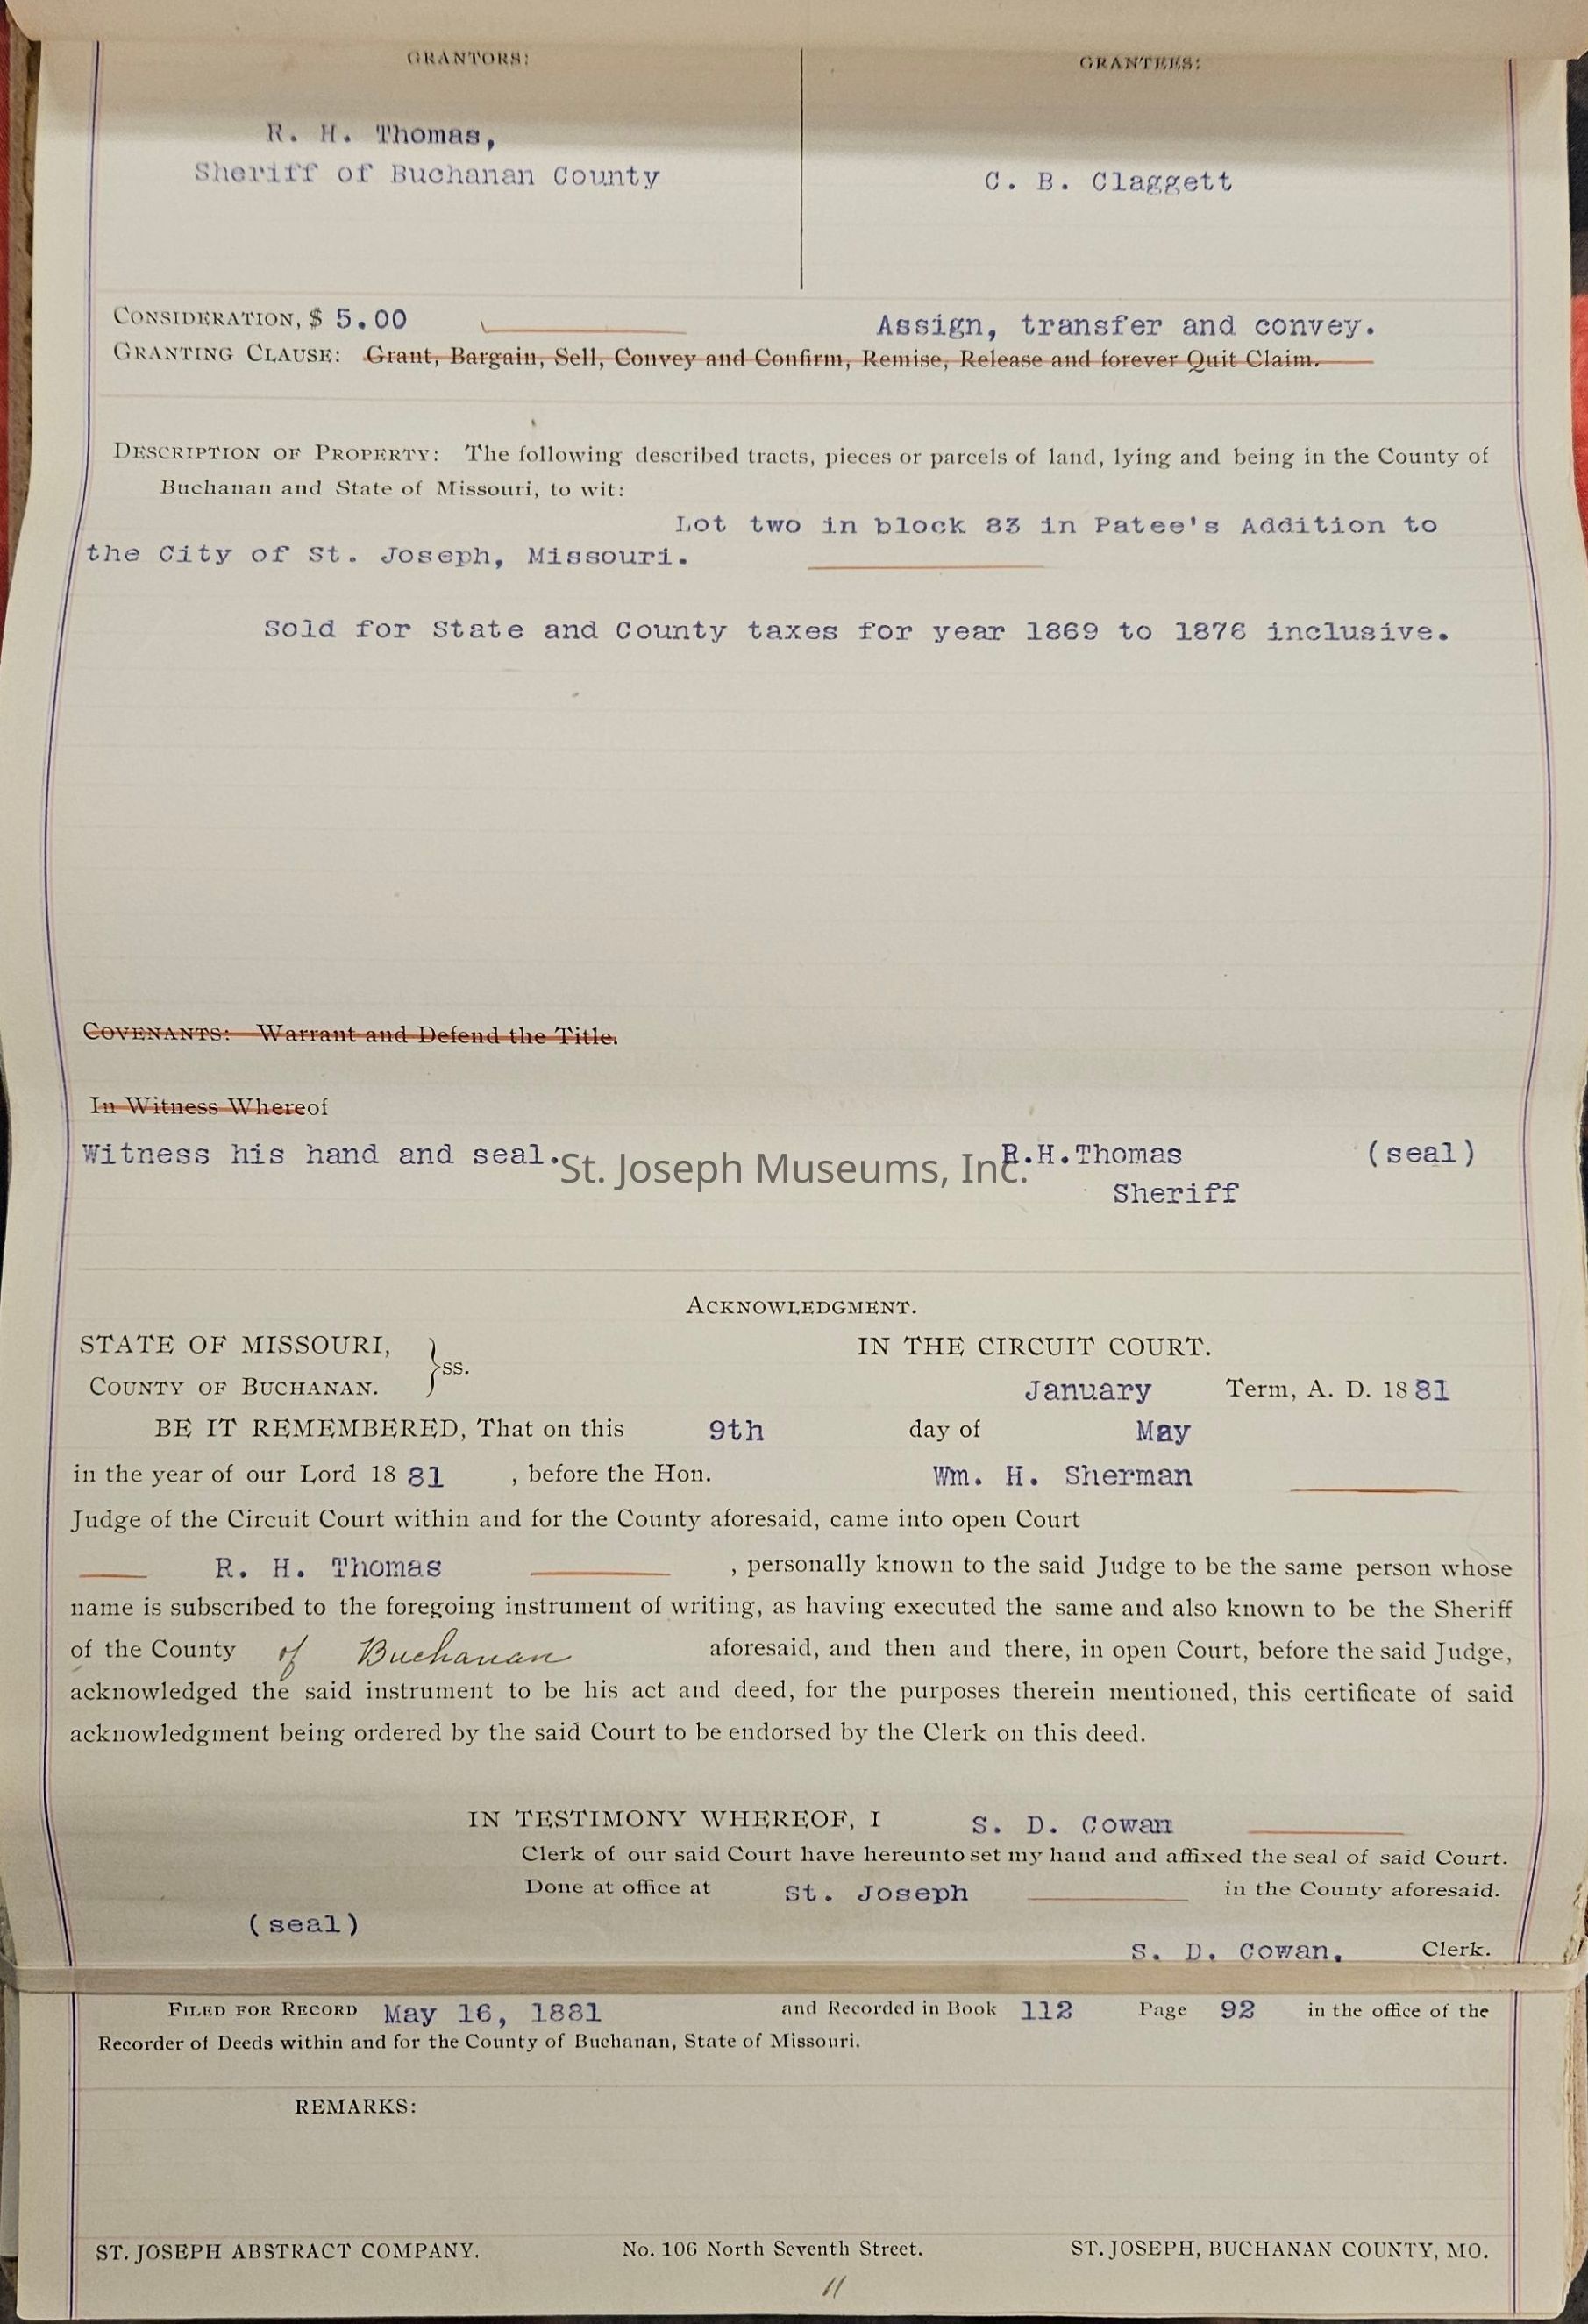 GRANTORS: GRANTEES:
R. H. Thomas,
Sheriff of Buchanan County C. B. Claggett
CONSIDERATION, $ 5.00 Assign, transfer and convey.
GRANTING CLAUSE: Grant, Bargain, Sell, Convey and Confirm, Remise, Release and forever Quit Claim.
DESCRIPTION OF PROPERTY: The following described tracts, pieces or parcels of land, lying and being in the County of
Buchanan and State of Missouri, to wit:
Lot two in block 83 in Patee's Addition to
the City of St. Joseph, Missouri.
Sold for State and County taxes for year 1869 to 1876 inclusive.
COVENANTS: Warrant and Defend the Title.
In Witness Whereof
Witness his hand and seal. R.H.Thomas (seal)
St. Joseph Museums, Inc.
Sheriff
ACKNOWLEDGMENT.
STATE OF MISSOURI, } ss. IN THE CIRCUIT COURT.
COUNTY OF BUCHANAN. January Term, A. D. 1881
BE IT REMEMBERED, That on this 9th day of May
in the year of our Lord 18 81 , before the Hon. Wm. H. Sherman
Judge of the Circuit Court within and for the County aforesaid, came into open Court
R. H. Thomas , personally known to the said Judge to be the same person whose
name is subscribed to the foregoing instrument of writing, as having executed the same and also known to be the Sheriff
of the County of Buchanan aforesaid, and then and there, in open Court, before the said Judge,
acknowledged the said instrument to be his act and deed, for the purposes therein mentioned, this certificate of said
acknowledgment being ordered by the said Court to be endorsed by the Clerk on this deed.
IN TESTIMONY WHEREOF, I S. D. Cowan
Clerk of our said Court have hereunto set my hand and affixed the seal of said Court.
Done at office at St. Joseph in the County aforesaid.
(seal)
S. D. Cowan, Clerk.
FILED FOR RECORD May 16, 1881 and Recorded in Book 112 Page 92 in the office of the
Recorder of Deeds within and for the County of Buchanan, State of Missouri.
REMARKS:
ST. JOSEPH ABSTRACT COMPANY. No. 106 North Seventh Street. ST. JOSEPH, BUCHANAN COUNTY, MO.
11